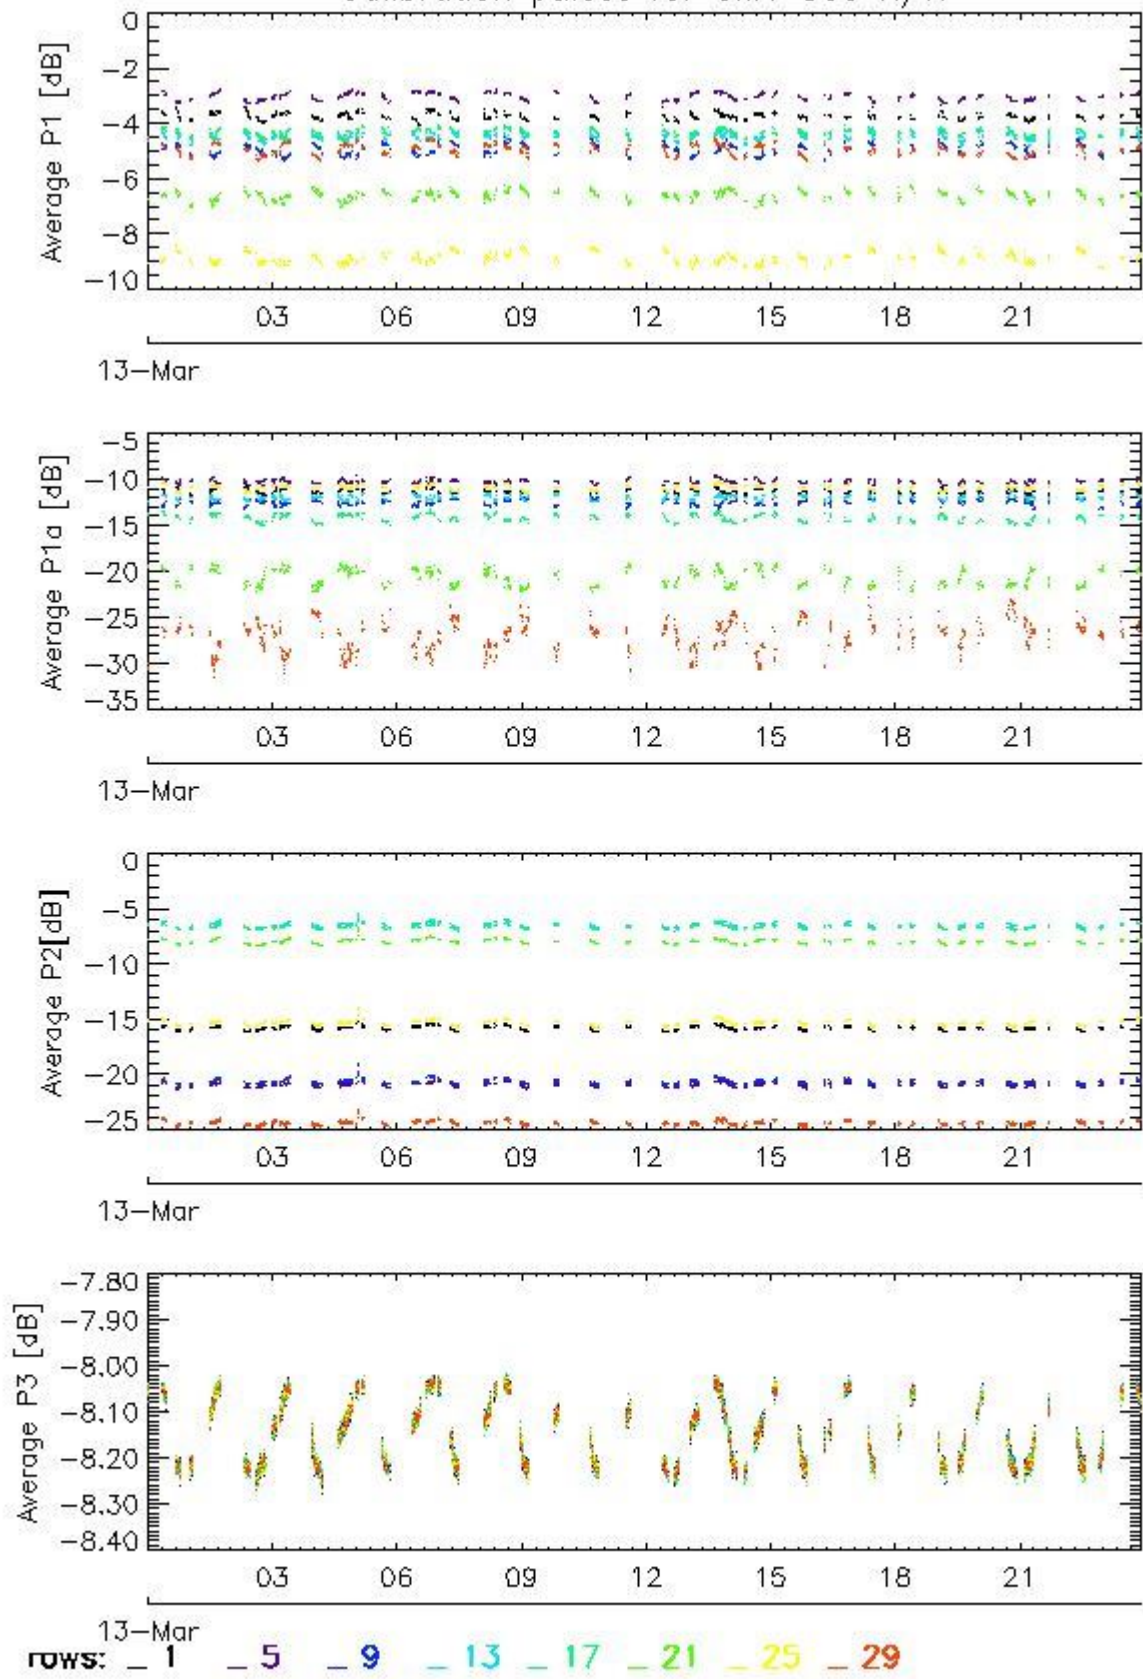 Calibration pulses for
Average P1 [dB]
0
-2
-4
-6
-8
-10
03 06 09 12 15 18 21
13-Mar
Average P1a [dB]
-5
-10
-15
-20
-25
-30
-35
03 06 09 12 15 18 21
13-Mar
Average P2[dB]
0
-5
-10
-15
-20
-25
03 06 09 12 15 18 21
13-Mar
Average P3 [dB]
-7.80
-7.90
-8.00
-8.10
-8.20
-8.30
-8.40
03 06 09 12 15 18 21
13-Mar
rows: _ 1 _ 5 _ 9 _ 13 _ 17 _ 21 _ 25 _ 29